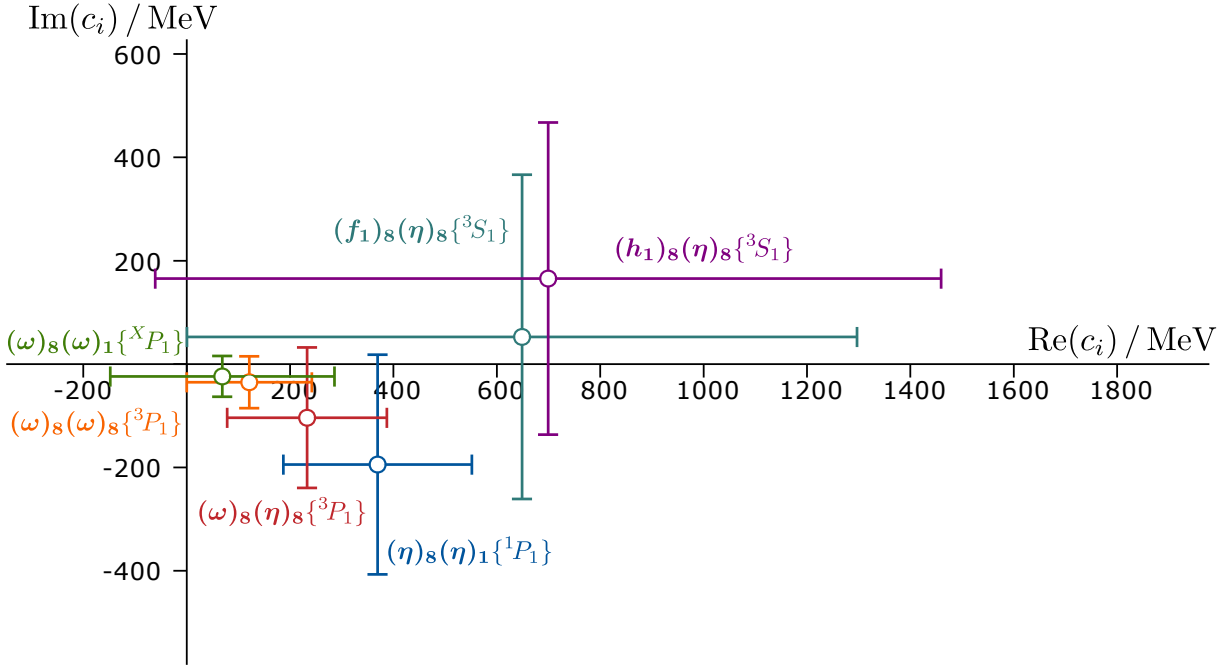 Im(cᵢ) / MeV
600
400
(f₁)₈(η)₈{³S₁}
(h₁)₈(η)₈{³S₁}
200
(ω)₈(ω)₁{ˣP₁}
Re(cᵢ) / MeV
-200 200 400 600 800 1000 1200 1400 1600 1800
(ω)₈(ω)₈{³P₁}
-200
(ω)₈(η)₈{³P₁}
(η)₈(η)₁{¹P₁}
-400